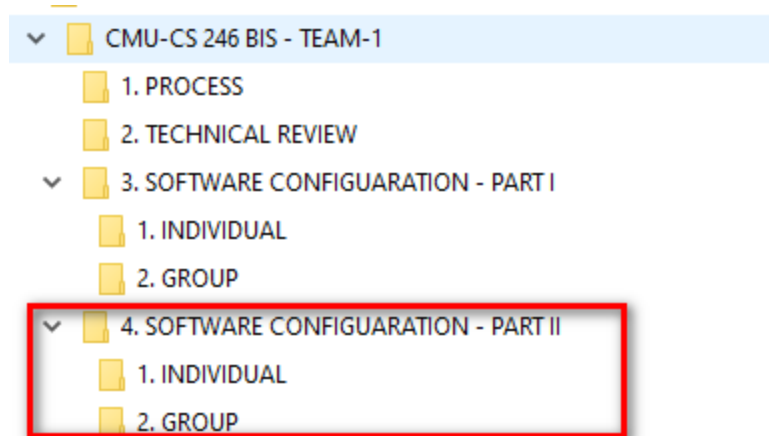 CMU-CS 246 BIS - TEAM-1
1. PROCESS
2. TECHNICAL REVIEW
3. SOFTWARE CONFIGUARATION - PART I
1. INDIVIDUAL
2. GROUP
4. SOFTWARE CONFIGUARATION - PART II
1. INDIVIDUAL
2. GROUP